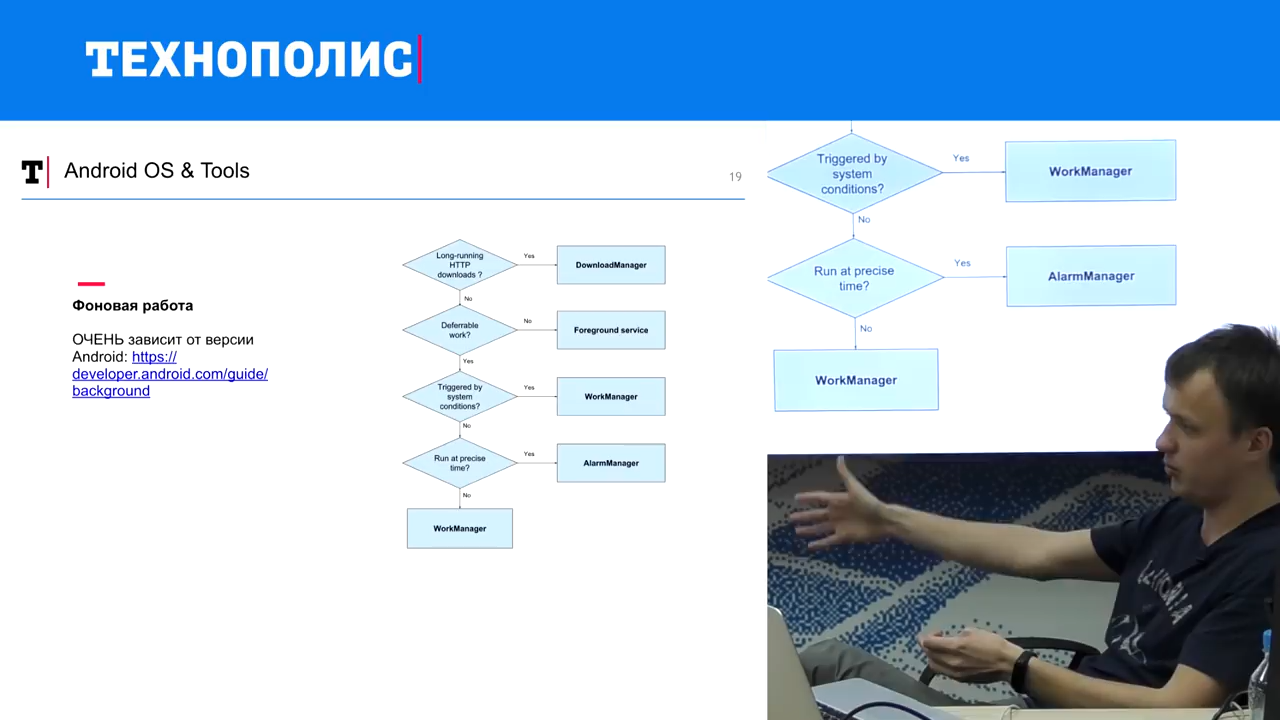 ТЕХНОПОЛИС
Т Android OS & Tools
19
Фоновая работа
ОЧЕНЬ зависит от версии
Android: https://
developer.android.com/guide/
background
Long-running
HTTP
downloads ?
Yes
DownloadManager
No
Deferrable
work?
No
Foreground service
Yes
Triggered by
system
conditions?
Yes
WorkManager
No
Run at precise
time?
Yes
AlarmManager
No
WorkManager
Triggered by
system
conditions?
Yes
WorkManager
No
Run at precise
time?
Yes
AlarmManager
No
WorkManager